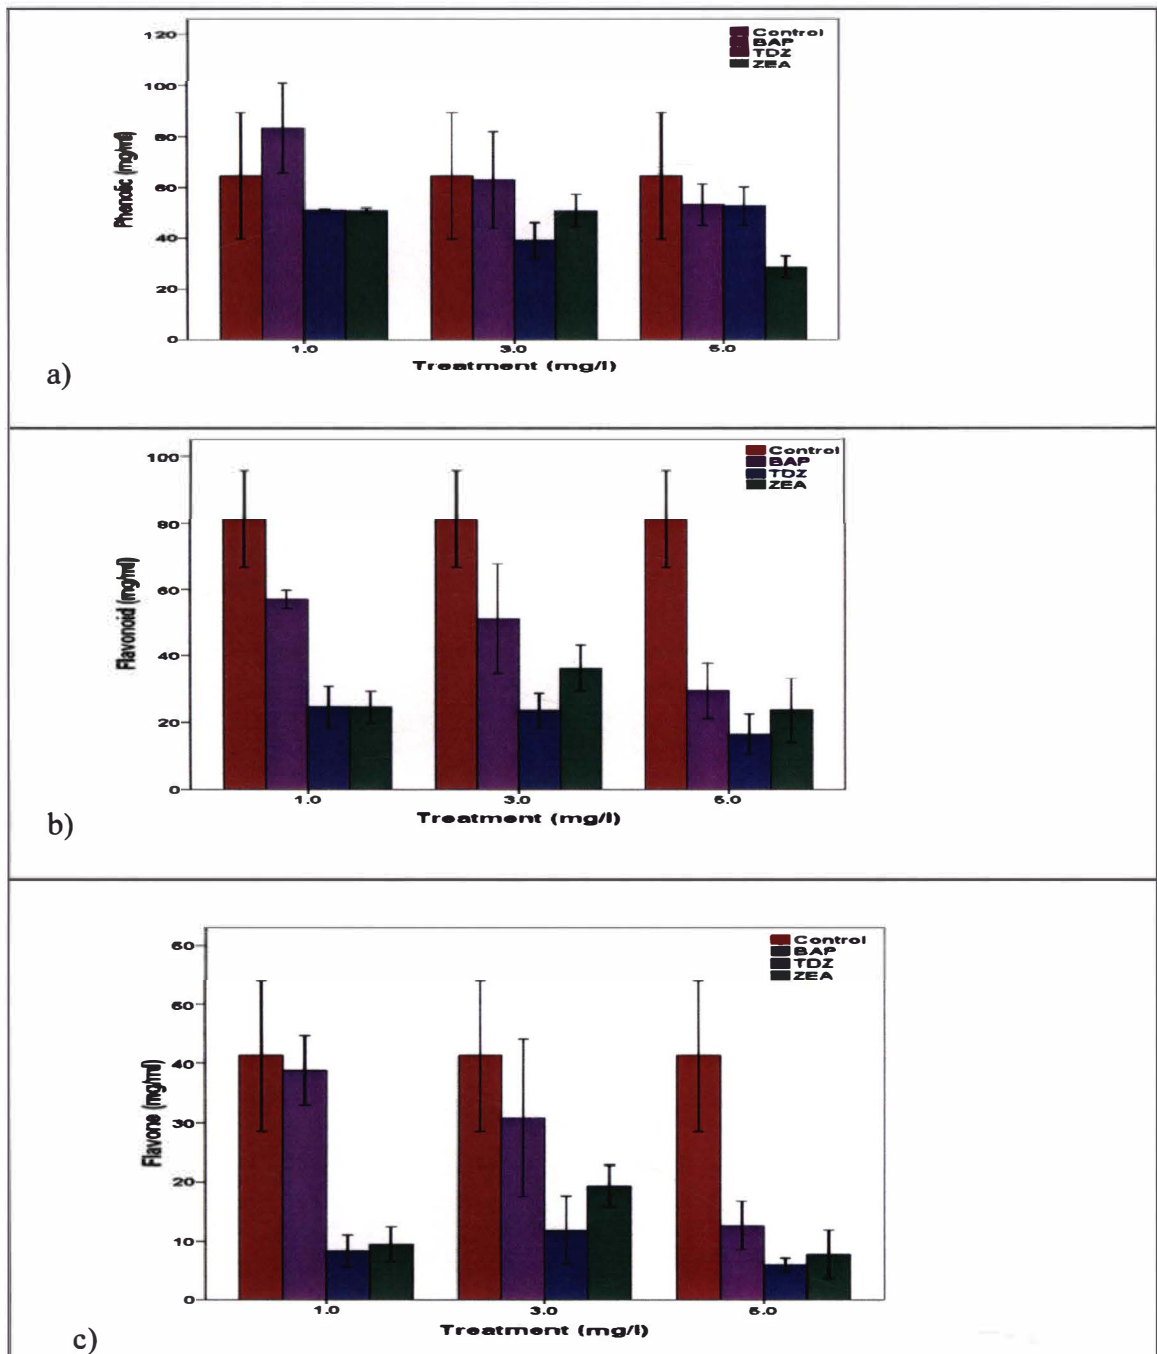 120
100
80
60
40
20
0
Phenolic (mg/ml)
Control
BAP
TDZ
ZEA
1.0
3.0
5.0
Treatment (mg/l)
a)
100
80
60
40
20
0
Flavonoid (mg/ml)
Control
BAP
TDZ
ZEA
1.0
3.0
5.0
Treatment (mg/l)
b)
60
50
40
30
20
10
0
Flavone (mg/ml)
Control
BAP
TDZ
ZEA
1.0
3.0
5.0
Treatment (mg/l)
c)